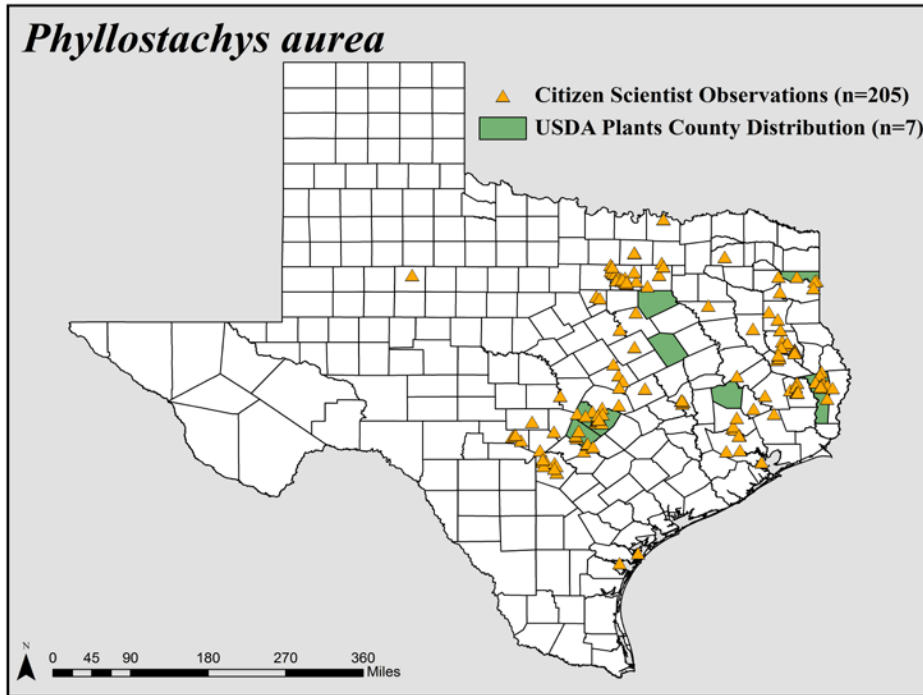 Phyllostachys aurea
Citizen Scientist Observations (n=205)
USDA Plants County Distribution (n=7)
N
0 45 90 180 270 360
Miles